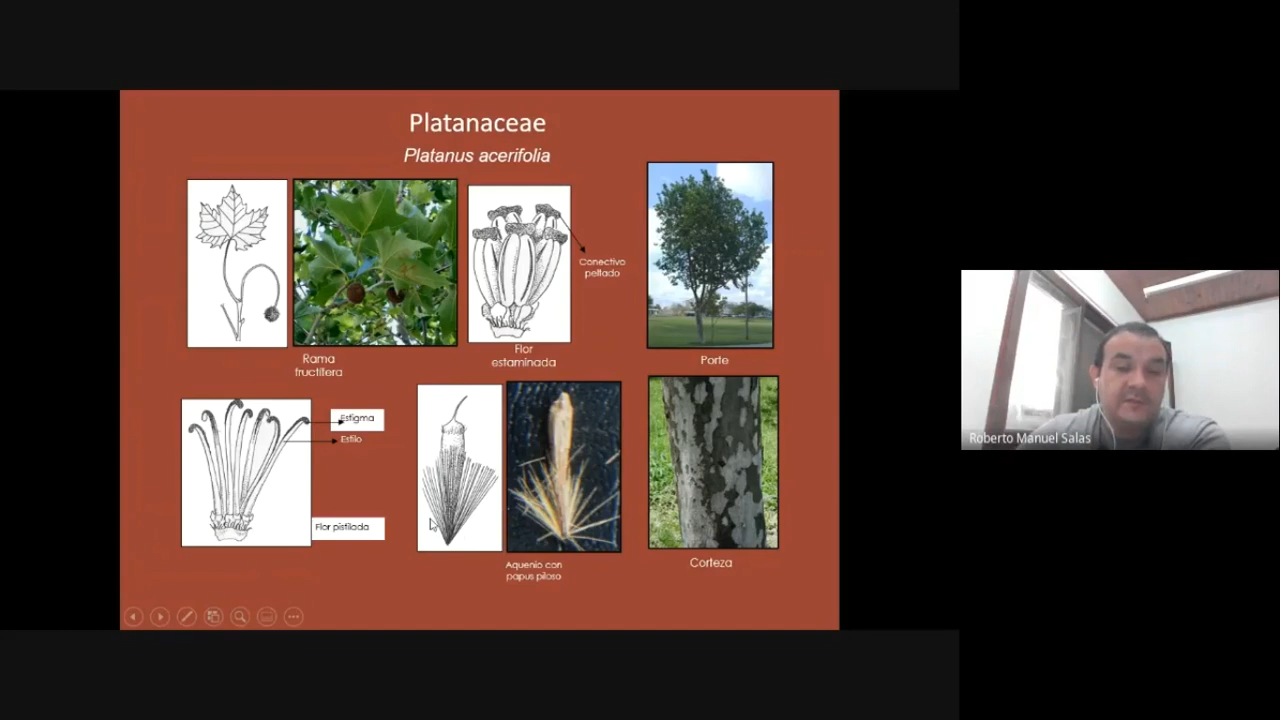 Platanaceae
Platanus acerifolia
Conectivo
peltado
Rama
fructífera
Flor
estaminada
Porte
Estigma
Estilo
Flor pistilada
Aquenio con
papus piloso
Corteza
Roberto Manuel Salas